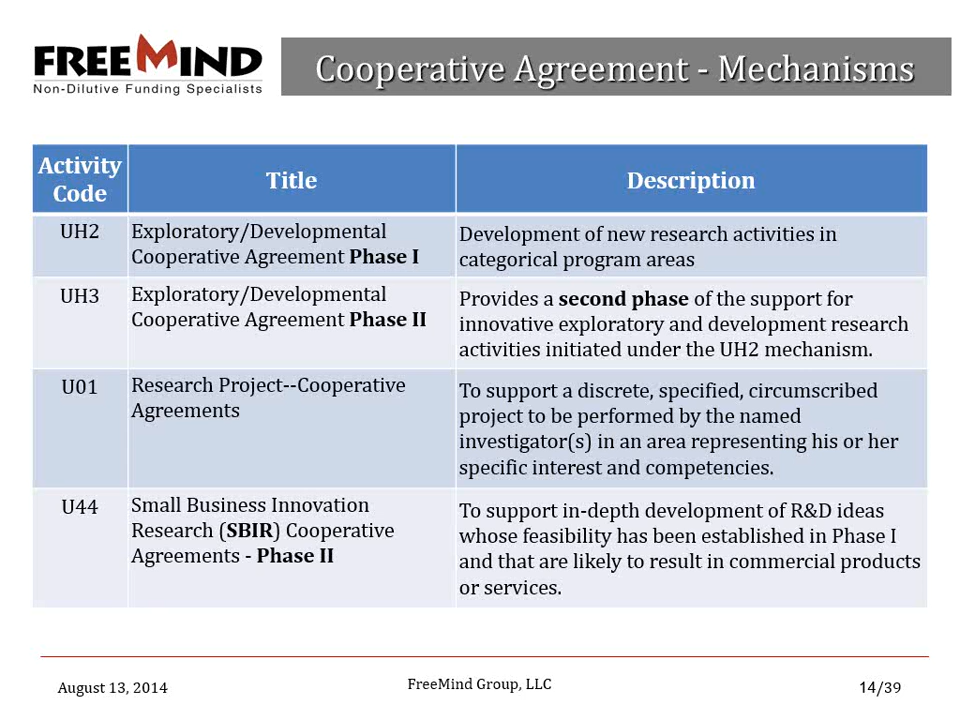 FREEMIND
Non-Dilutive Funding Specialists
Cooperative Agreement - Mechanisms
Activity
Code
Title
Description
UH2
Exploratory/Developmental
Cooperative Agreement Phase I
Development of new research activities in
categorical program areas
UH3
Exploratory/Developmental
Cooperative Agreement Phase II
Provides a second phase of the support for
innovative exploratory and development research
activities initiated under the UH2 mechanism.
U01
Research Project--Cooperative
Agreements
To support a discrete, specified, circumscribed
project to be performed by the named
investigator(s) in an area representing his or her
specific interest and competencies.
U44
Small Business Innovation
Research (SBIR) Cooperative
Agreements - Phase II
To support in-depth development of R&D ideas
whose feasibility has been established in Phase I
and that are likely to result in commercial products
or services.
August 13, 2014
FreeMind Group, LLC
14/39